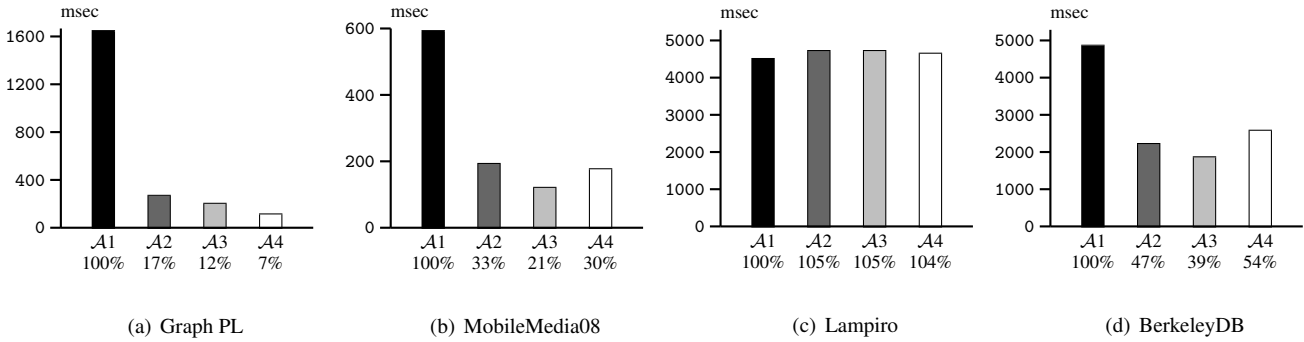 msec
1600
1200
800
400
0
𝒜1 𝒜2 𝒜3 𝒜4
100% 17% 12% 7%
(a) Graph PL
msec
600
400
200
0
𝒜1 𝒜2 𝒜3 𝒜4
100% 33% 21% 30%
(b) MobileMedia08
msec
5000
4000
3000
2000
1000
0
𝒜1 𝒜2 𝒜3 𝒜4
100% 105% 105% 104%
(c) Lampiro
msec
5000
4000
3000
2000
1000
0
𝒜1 𝒜2 𝒜3 𝒜4
100% 47% 39% 54%
(d) BerkeleyDB